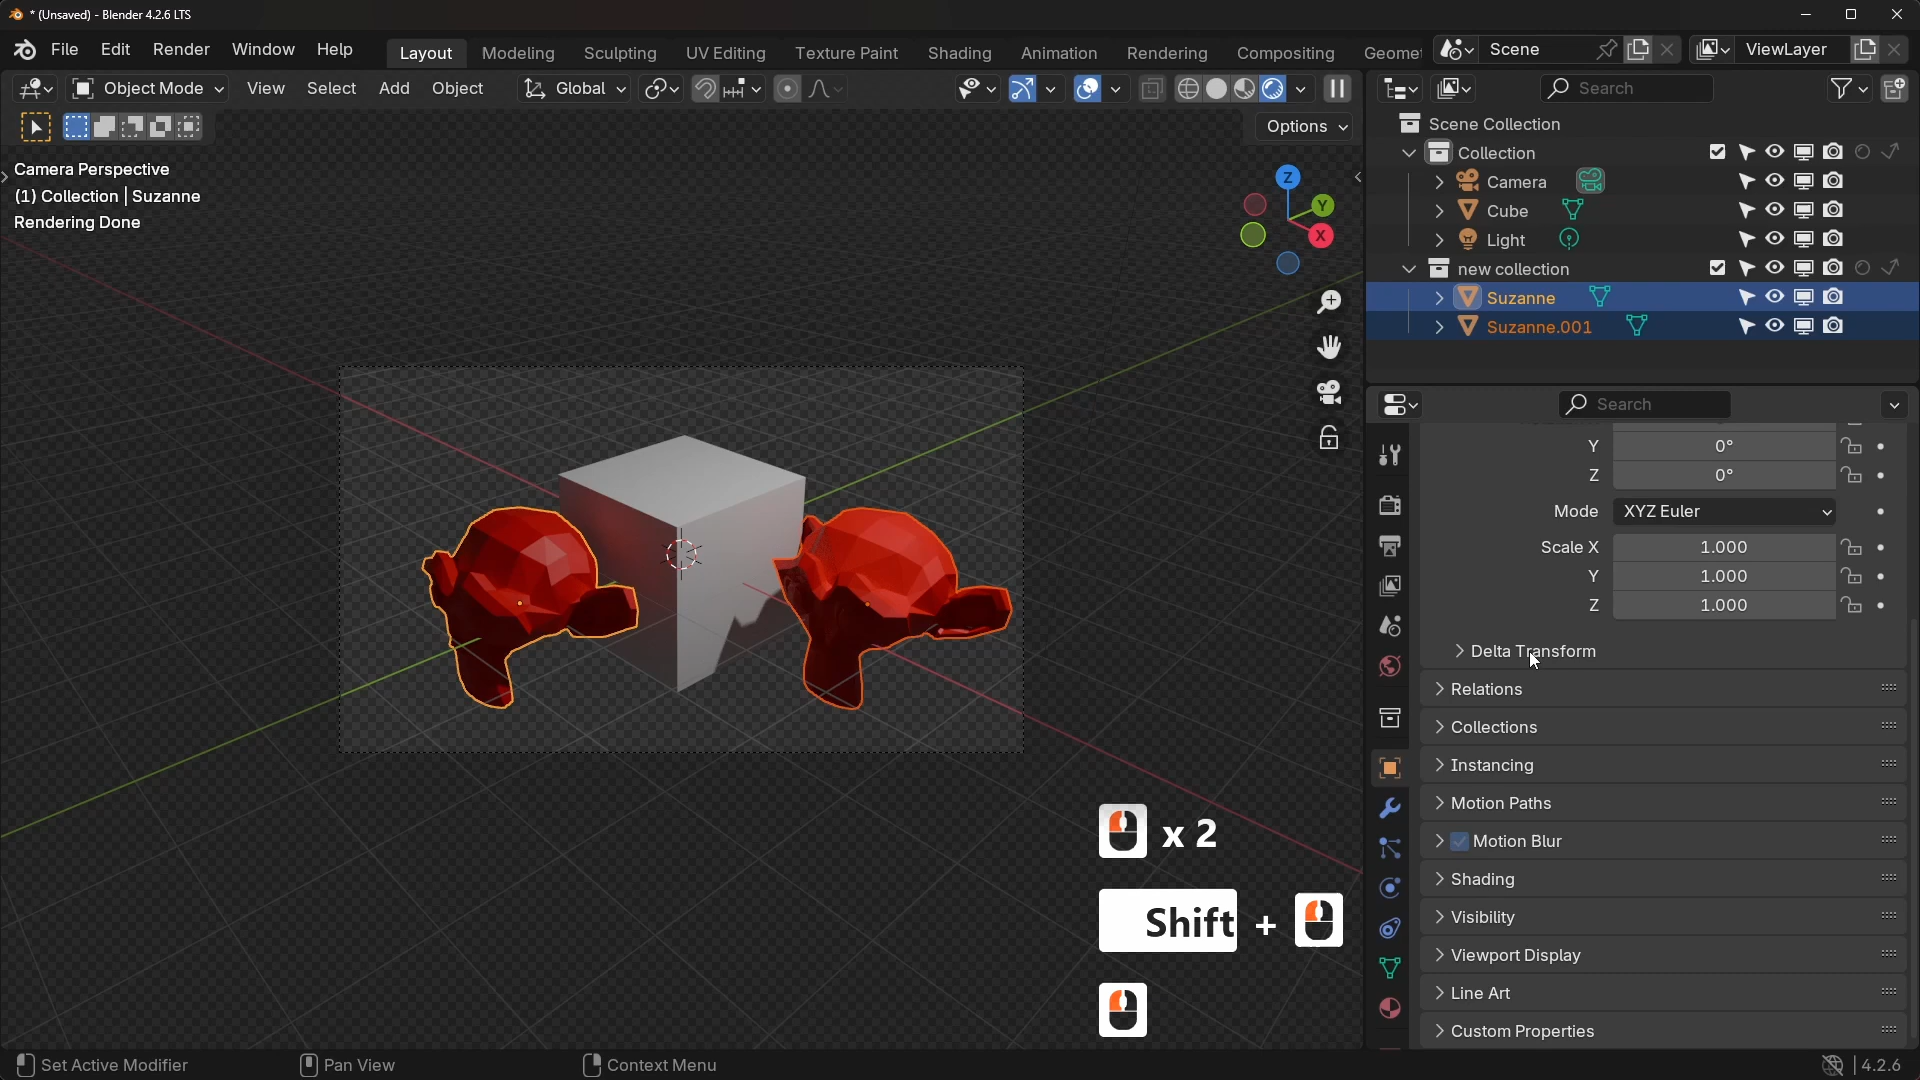 * (Unsaved) - Blender 4.2.6 LTS
File Edit Render Window Help
Layout Modeling Sculpting UV Editing Texture Paint Shading Animation Rendering Compositing Geomet
Scene
ViewLayer
Object Mode View Select Add Object Global
Search
Options
Camera Perspective
(1) Collection | Suzanne
Rendering Done
Z
Y
X
Scene Collection
Collection
Camera
Cube
Light
new collection
Suzanne
Suzanne.001
Search
Y 0°
Z 0°
Mode XYZ Euler
Scale X 1.000
Y 1.000
Z 1.000
Delta Transform
Relations
Collections
Instancing
Motion Paths
Motion Blur
Shading
Visibility
Viewport Display
Line Art
Custom Properties
x 2
Shift +
Set Active Modifier Pan View Context Menu
4.2.6